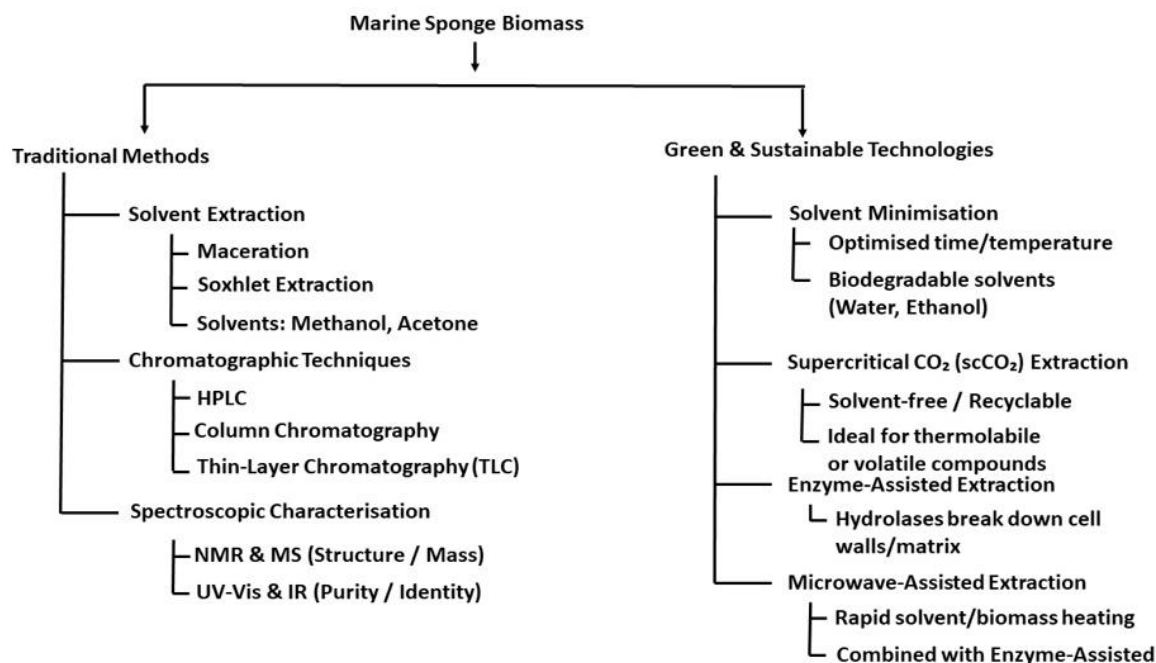 Marine Sponge Biomass
Traditional Methods
Solvent Extraction
Maceration
Soxhlet Extraction
Solvents: Methanol, Acetone
Chromatographic Techniques
HPLC
Column Chromatography
Thin-Layer Chromatography (TLC)
Spectroscopic Characterisation
NMR & MS (Structure / Mass)
UV-Vis & IR (Purity / Identity)
Green & Sustainable Technologies
Solvent Minimisation
Optimised time/temperature
Biodegradable solvents
(Water, Ethanol)
Supercritical CO₂ (scCO₂) Extraction
Solvent-free / Recyclable
Ideal for thermolabile
or volatile compounds
Enzyme-Assisted Extraction
Hydrolases break down cell
walls/matrix
Microwave-Assisted Extraction
Rapid solvent/biomass heating
Combined with Enzyme-Assisted